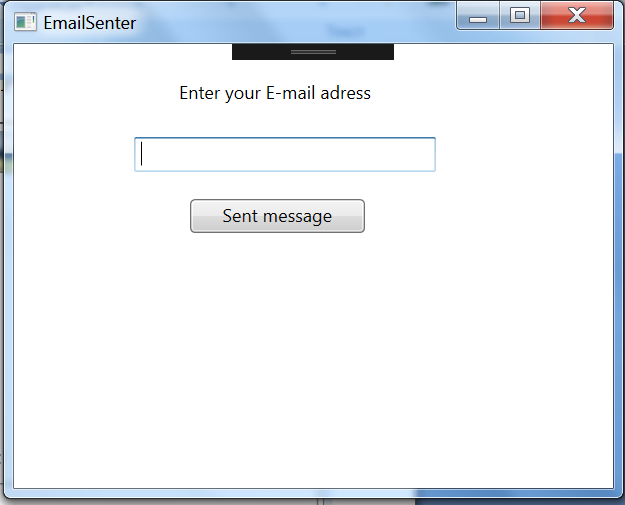 EmailSenter
Enter your E-mail adress
Sent message